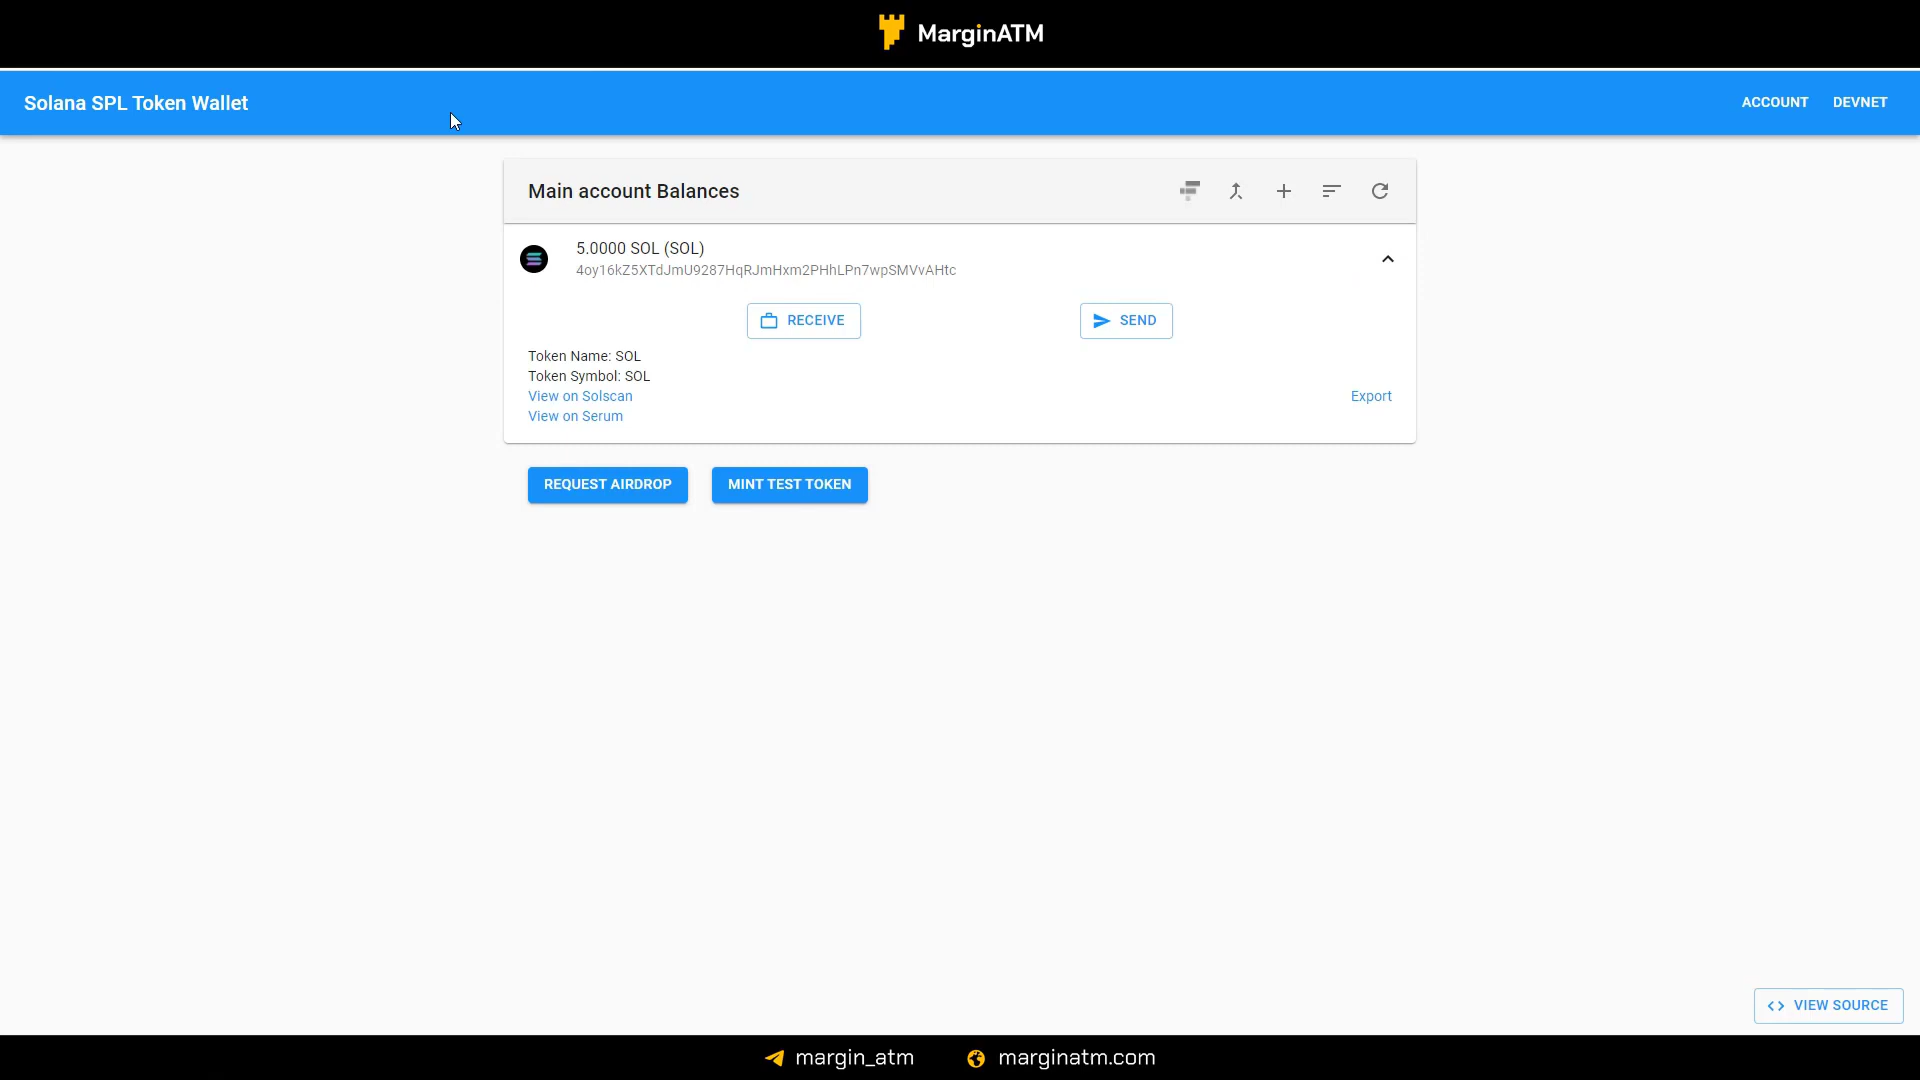 MarginATM
Solana SPL Token Wallet
ACCOUNT
DEVNET
Main account Balances
5.0000 SOL (SOL)
4oy16kZ5XTdJmU9287HqRJmHxm2PHhLPn7wpSMVvAHtc
RECEIVE
SEND
Token Name: SOL
Token Symbol: SOL
View on Solscan
Export
View on Serum
REQUEST AIRDROP
MINT TEST TOKEN
VIEW SOURCE
margin_atm
marginatm.com